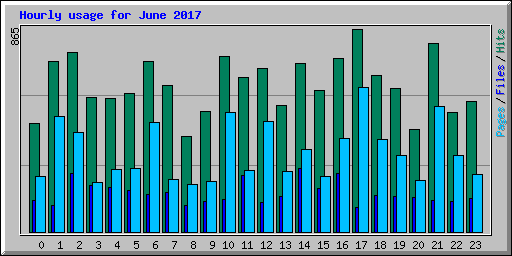 Hourly usage for June 2017
865
Pages / Files / Hits
0 1 2 3 4 5 6 7 8 9 10 11 12 13 14 15 16 17 18 19 20 21 22 23